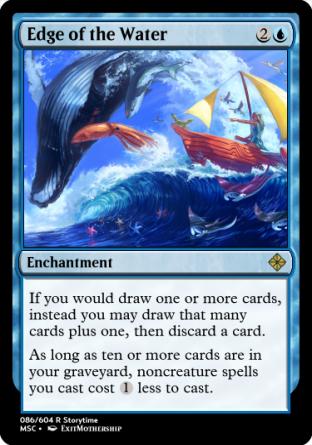 Edge of the Water 2
Enchantment
If you would draw one or more cards,
instead you may draw that many
cards plus one, then discard a card.
As long as ten or more cards are in
your graveyard, noncreature spells
you cast cost 1 less to cast.
086/604 R Storytime
MSC • ExitMothership